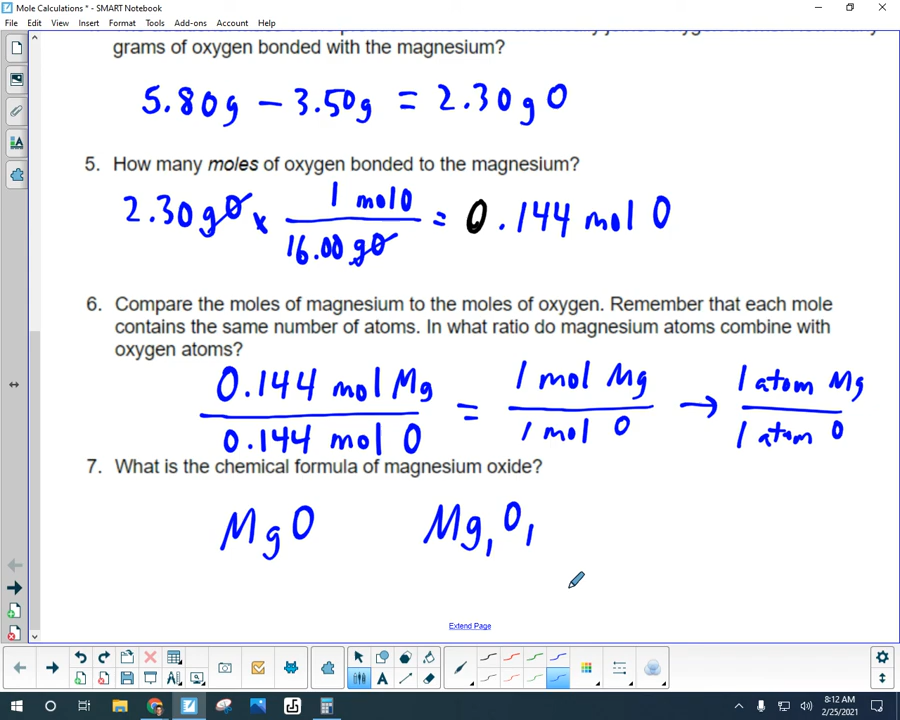 Mole Calculations * - SMART Notebook
File Edit View Insert Format Tools Add-ons Account Help
grams of oxygen bonded with the magnesium?
5.80g – 3.50g = 2.30g O
5. How many moles of oxygen bonded to the magnesium?
2.30 g O x 1 mol O / 16.00 g O = 0.144 mol O
6. Compare the moles of magnesium to the moles of oxygen. Remember that each mole
contains the same number of atoms. In what ratio do magnesium atoms combine with
oxygen atoms?
0.144 mol Mg / 0.144 mol O = 1 mol Mg / 1 mol O → 1 atom Mg / 1 atom O
7. What is the chemical formula of magnesium oxide?
MgO Mg₁O₁
Extend Page
8:12 AM
2/25/2021